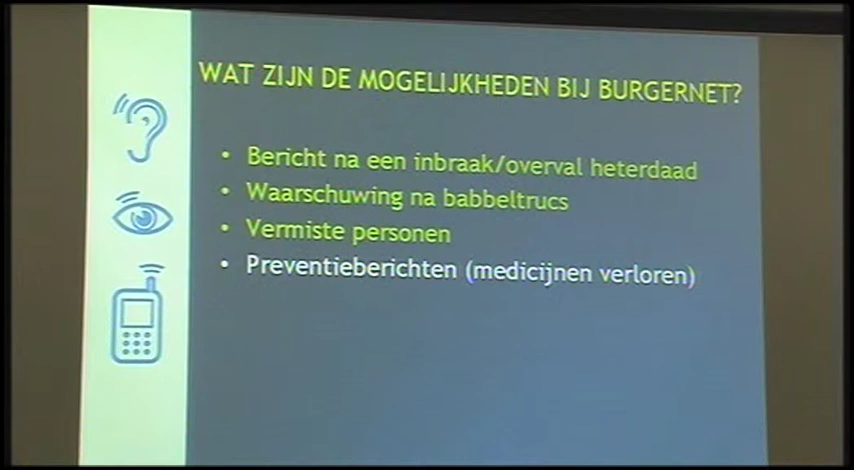 WAT ZIJN DE MOGELIJKHEDEN BIJ BURGERNET?
• Bericht na een inbraak/overval heterdaad
• Waarschuwing na babbeltrucs
• Vermiste personen
• Preventieberichten (medicijnen verloren)